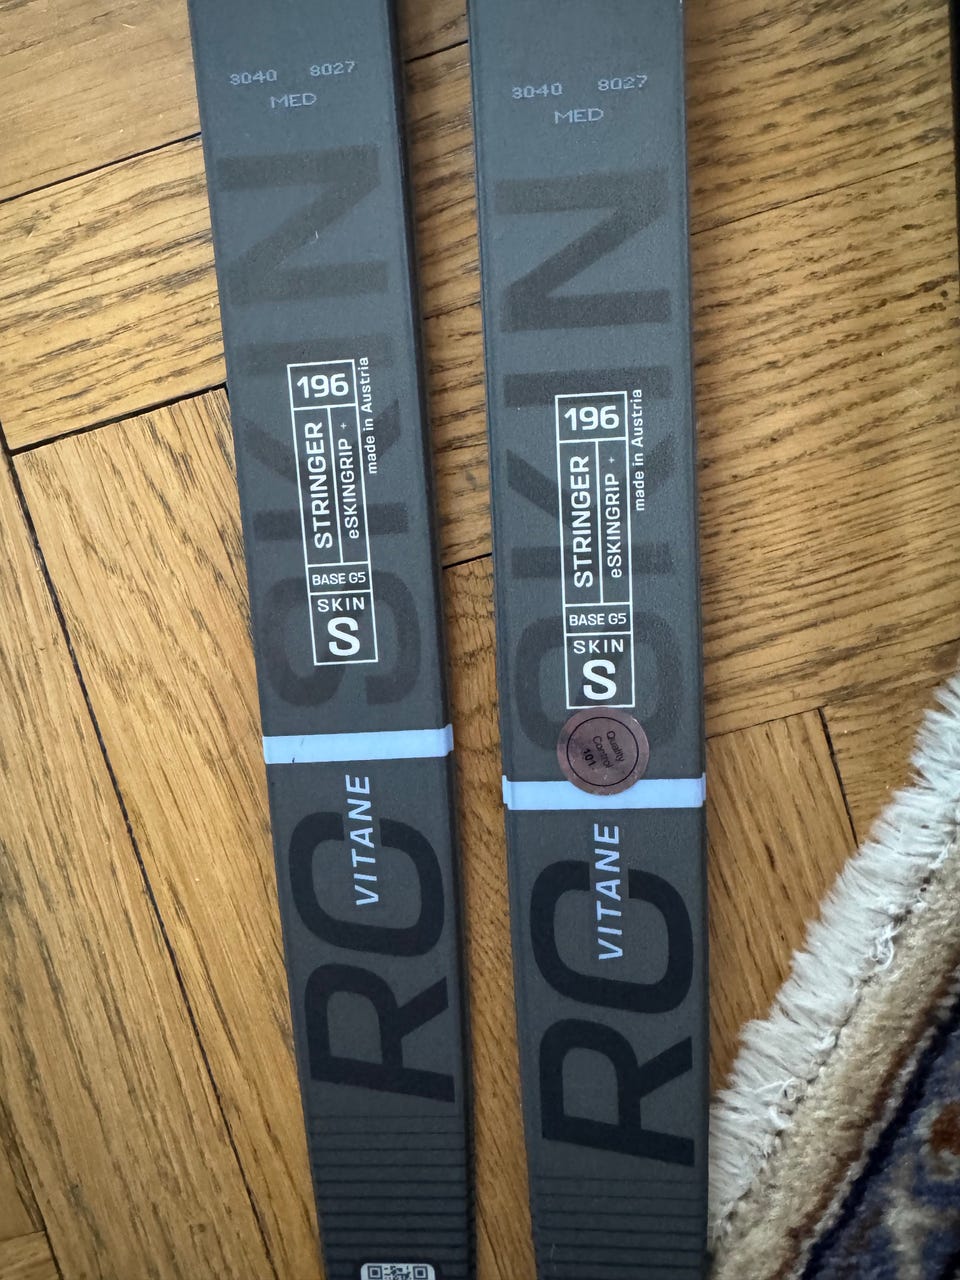 3040 8027
MED
SKIN
196
STRINGER
eSKINGRIP +
made in Austria
BASE G5
SKIN
S
VITANE
RC
3040 8027
MED
SKIN
196
STRINGER
eSKINGRIP +
made in Austria
BASE G5
SKIN
S
Quality
Control
101
VITANE
RC